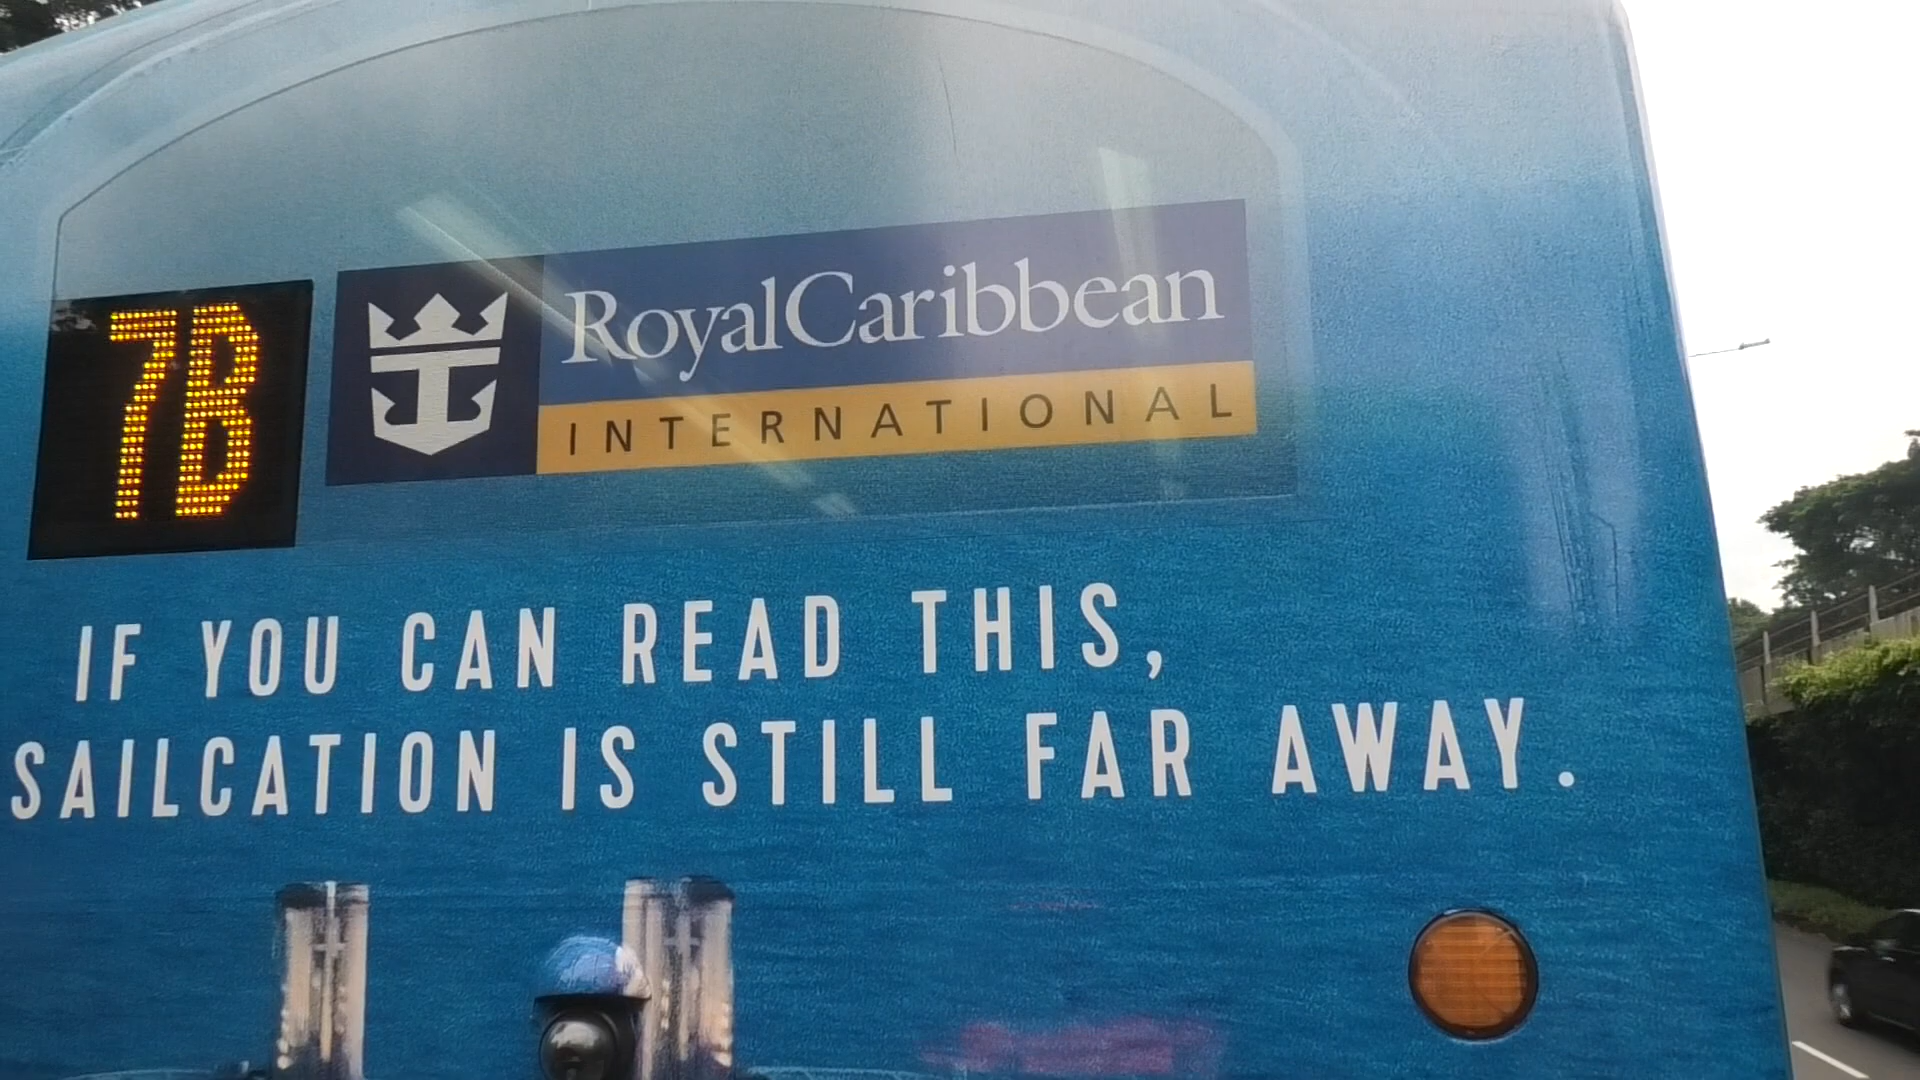 7B
RoyalCaribbean
INTERNATIONAL
IF YOU CAN READ THIS,
SAILCATION IS STILL FAR AWAY.